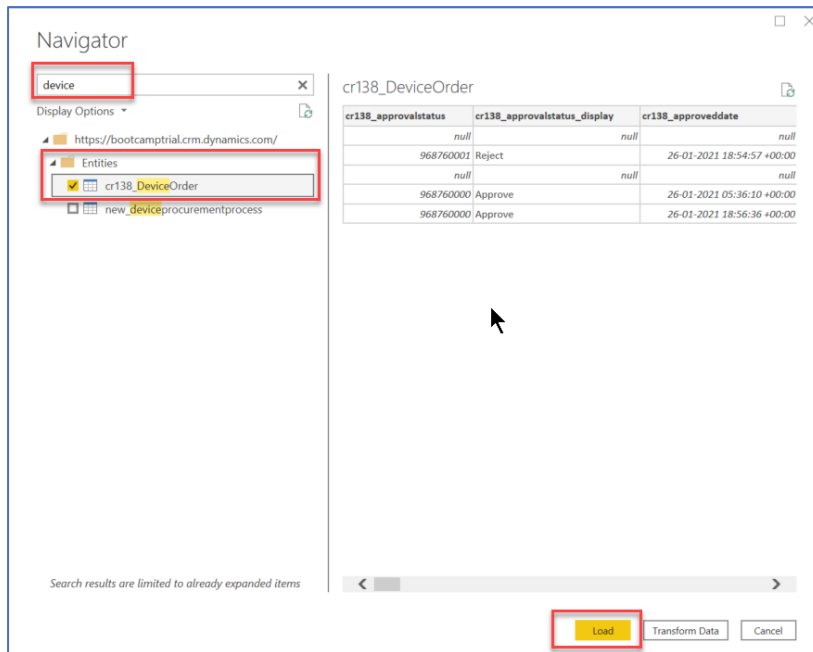 Navigator
device
Display Options
https://bootcamptrial.crm.dynamics.com/
Entities
cr138_DeviceOrder
new_deviceprocurementprocess
Search results are limited to already expanded items
cr138_DeviceOrder
cr138_approvalstatus cr138_approvalstatus_display cr138_approveddate
null null null
968760001 Reject 26-01-2021 18:54:57 +00:00
null null null
968760000 Approve 26-01-2021 05:36:10 +00:00
968760000 Approve 26-01-2021 18:56:36 +00:00
Load Transform Data Cancel